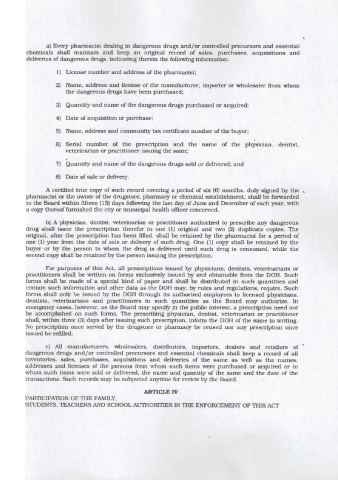 a) Every pharmacist dealing in dangerous drugs and/or controlled precursors and essential
chemicals shall maintain and keep an original record of sales, purchases, acquisitions and
deliveries of dangerous drugs, indicating therein the following information:
1) License number and address of the pharmacist;
2) Name, address and license of the manufacturer, importer or wholesaler from whom
the dangerous drugs have been purchased;
3) Quantity and name of the dangerous drugs purchased or acquired;
4) Date of acquisition or purchase;
5) Name, address and community tax certificate number of the buyer;
6) Serial number of the prescription and the name of the physician, dentist,
veterinarian or practitioner issuing the same;
7) Quantity and name of the dangerous drugs sold or delivered; and
8) Date of sale or delivery.
A certified true copy of such record covering a period of six (6) months, duly signed by the
pharmacist or the owner of the drugstore, pharmacy or chemical establishment, shall be forwarded
to the Board within fifteen (15) days following the last day of June and December of each year, with
a copy thereof furnished the city or municipal health officer concerned.
b) A physician, dentist, veterinarian or practitioner authorized to prescribe any dangerous
drug shall issue the prescription therefor in one (1) original and two (2) duplicate copies. The
original, after the prescription has been filled, shall be retained by the pharmacist for a period of
one (1) year from the date of sale or delivery of such drug. One (1) copy shall be retained by the
buyer or by the person to whom the drug is delivered until such drug is consumed, while the
second copy shall be retained by the person issuing the prescription.
For purposes of this Act, all prescriptions issued by physicians, dentists, veterinarians or
practitioners shall be written on forms exclusively issued by and obtainable from the DOH. Such
forms shall be made of a special kind of paper and shall be distributed in such quantities and
contain such information and other data as the DOH may, by rules and regulations, require. Such
forms shall only be issued by the DOH through its authorized employees to licensed physicians,
dentists, veterinarians and practitioners in such quantities as the Board may authorize. In
emergency cases, however, as the Board may specify in the public interest, a prescription need not
be accomplished on such forms. The prescribing physician, dentist, veterinarian or practitioner
shall, within three (3) days after issuing such prescription, inform the DOH of the same in writing.
No prescription once served by the drugstore or pharmacy be reused nor any prescription once
issued be refilled.
c) All manufacturers, wholesalers, distributors, importers, dealers and retailers of
dangerous drugs and/or controlled precursors and essential chemicals shall keep a record of all
inventories, sales, purchases, acquisitions and deliveries of the same as well as the names,
addresses and licenses of the persons from whom such items were purchased or acquired or to
whom such items were sold or delivered, the name and quantity of the same and the date of the
transactions. Such records may be subjected anytime for review by the Board.
ARTICLE IV
PARTICIPATION OF THE FAMILY,
STUDENTS, TEACHERS AND SCHOOL AUTHORITIES IN THE ENFORCEMENT OF THIS ACT